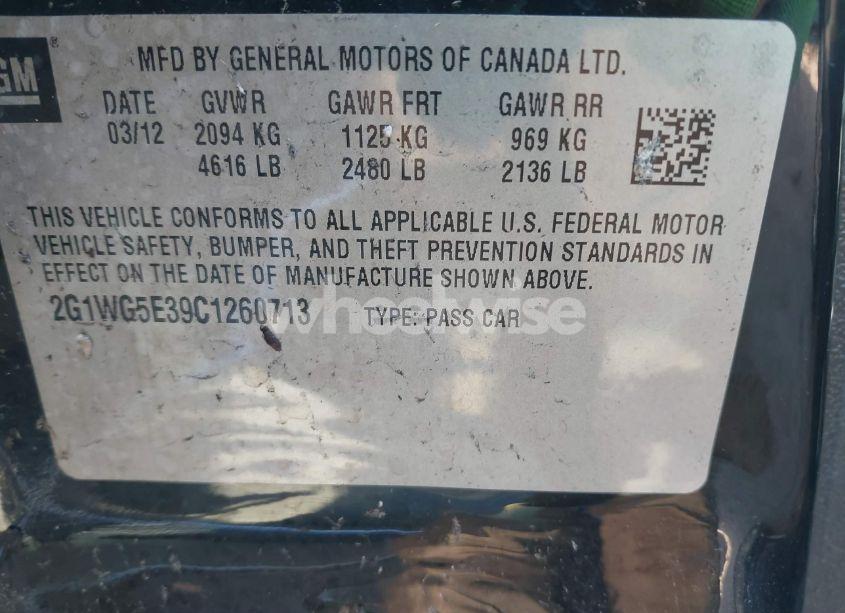 GM
MFD BY GENERAL MOTORS OF CANADA LTD.
DATE GVWR GAWR FRT GAWR RR
03/12 2094 KG 1125 KG 969 KG
4616 LB 2480 LB 2136 LB
THIS VEHICLE CONFORMS TO ALL APPLICABLE U.S. FEDERAL MOTOR
VEHICLE SAFETY, BUMPER, AND THEFT PREVENTION STANDARDS IN
EFFECT ON THE DATE OF MANUFACTURE SHOWN ABOVE.
2G1WG5E39C1260713 TYPE: PASS CAR
wheelwise